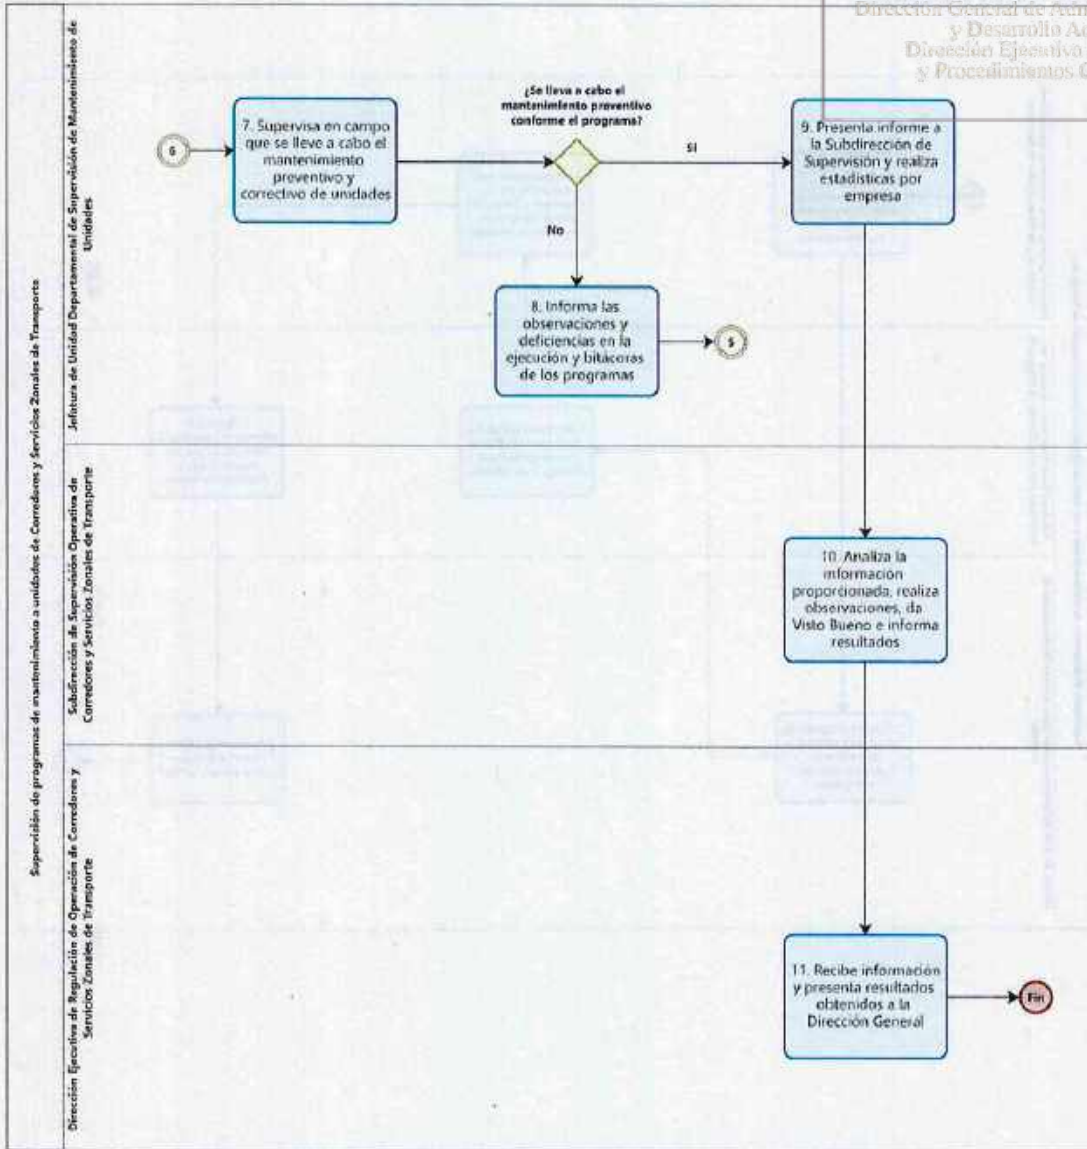 Dirección General de
y Desarrollo
Dirección Ejecutiva
y Procedimientos
Supervisión de programas de mantenimiento a unidades de Corredores y Servicios Zonales de Transporte
Jefatura de Unidad Departamental de Supervisión de Mantenimiento de
Unidades
6
7. Supervisa en campo
que se lleve a cabo el
mantenimiento
preventivo y
correctivo de unidades
¿Se lleva a cabo el
mantenimiento preventivo
conforme el programa?
Si
No
9. Presenta informe a
la Subdirección de
Supervisión y realiza
estadísticas por
empresa
8. Informa las
observaciones y
deficiencias en la
ejecución y bitácoras
de los programas
5
Subdirección de Supervisión Operativa de
Corredores y Servicios Zonales de Transporte
10. Analiza la
información
proporcionada, realiza
observaciones, da
Visto Bueno e informa
resultados
Dirección Ejecutiva de Regulación de Operación de Corredores y
Servicios Zonales de Transporte
11. Recibe información
y presenta resultados
obtenidos a la
Dirección General
Fin